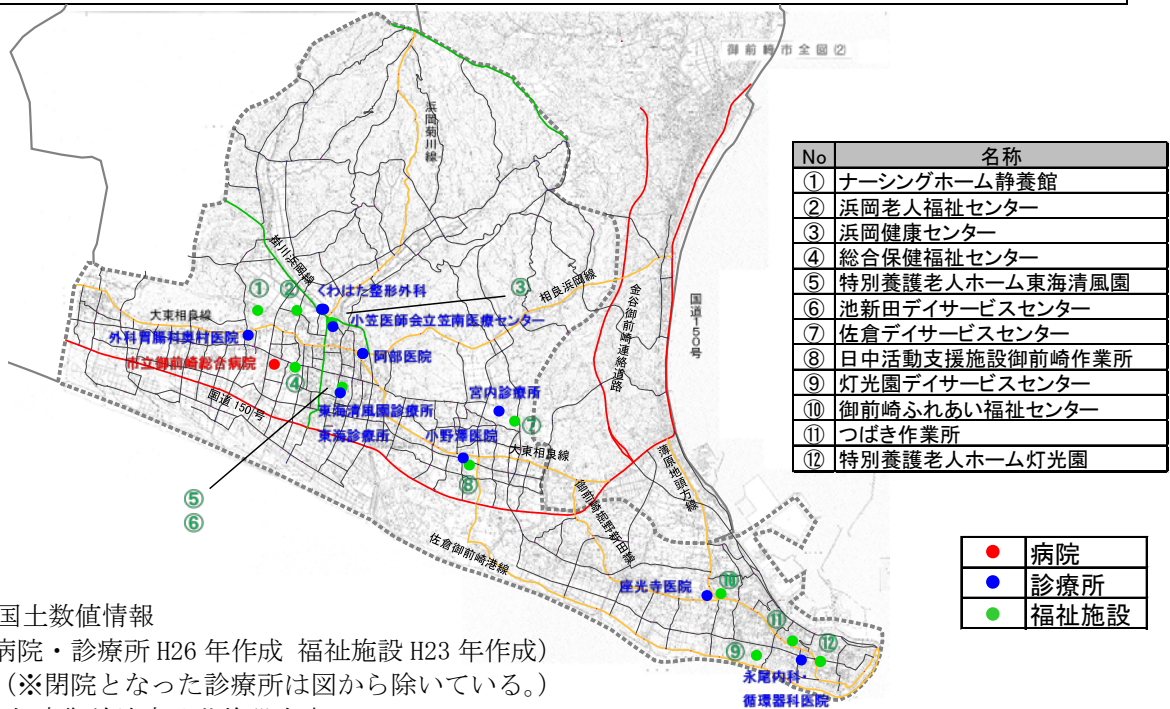 御前崎市全図②
浜岡菊川線
掛川浜岡線
くわはた整形外科
①
②
③
相良浜岡線
大東相良線
小笠医師会立笠南医療センター
外科胃腸科奥村医院
阿部医院
市立御前崎総合病院
④
金谷御前崎連絡道路
国道150号
宮内診療所
国道150号
東海清風園診療所
東海診療所
小野澤医院
⑦
大東相良線
⑧
⑤
⑥
御前崎堀野新田線
薄原地頭方線
佐倉御前崎港線
座光寺医院
⑩
⑪
⑨
⑫
永尾内科・
循環器科医院
No 名称
① ナーシングホーム静養館
② 浜岡老人福祉センター
③ 浜岡健康センター
④ 総合保健福祉センター
⑤ 特別養護老人ホーム東海清風園
⑥ 池新田デイサービスセンター
⑦ 佐倉デイサービスセンター
⑧ 日中活動支援施設御前崎作業所
⑨ 灯光園デイサービスセンター
⑩ 御前崎ふれあい福祉センター
⑪ つばき作業所
⑫ 特別養護老人ホーム灯光園
病院
診療所
福祉施設
国土数値情報
病院・診療所 H26 年作成 福祉施設 H23 年作成）
（※閉院となった診療所は図から除いている。）